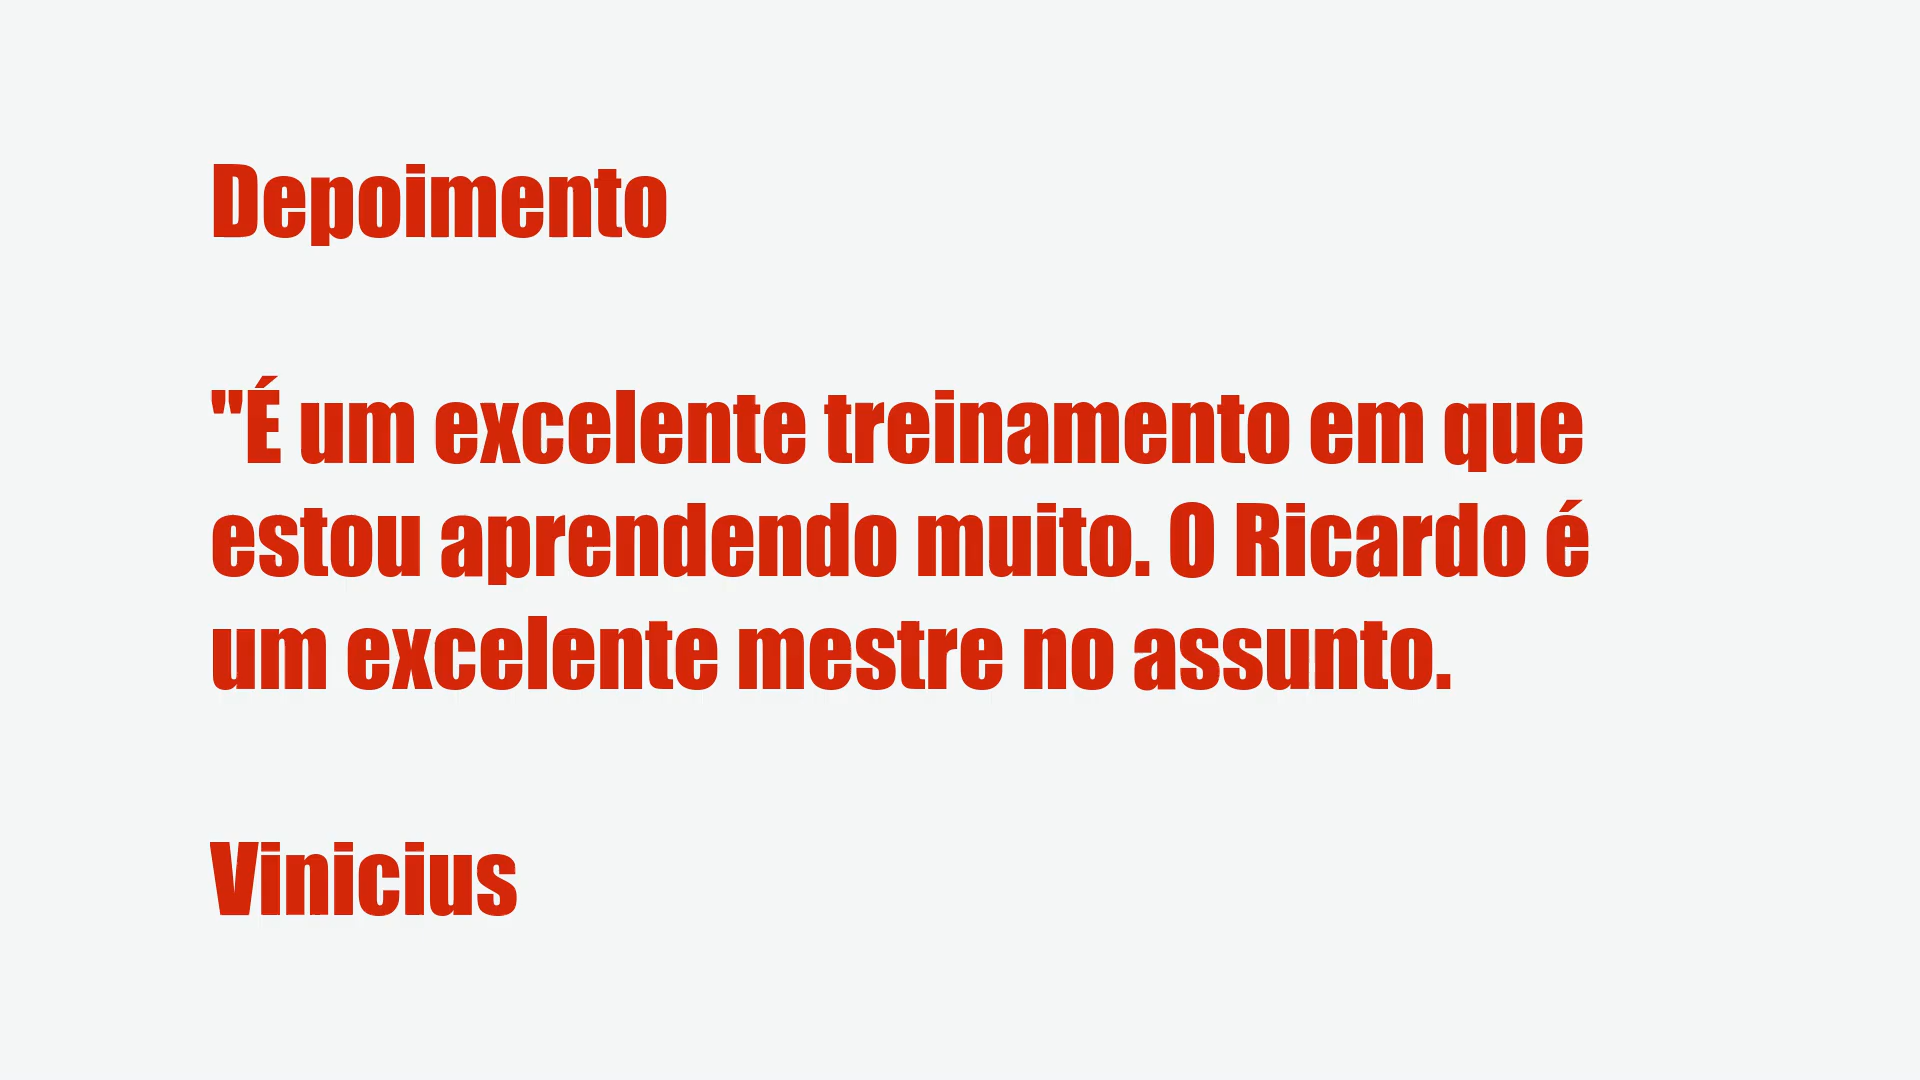 Depoimento
"É um excelente treinamento em que
estou aprendendo muito. O Ricardo é
um excelente mestre no assunto.
Vinicius